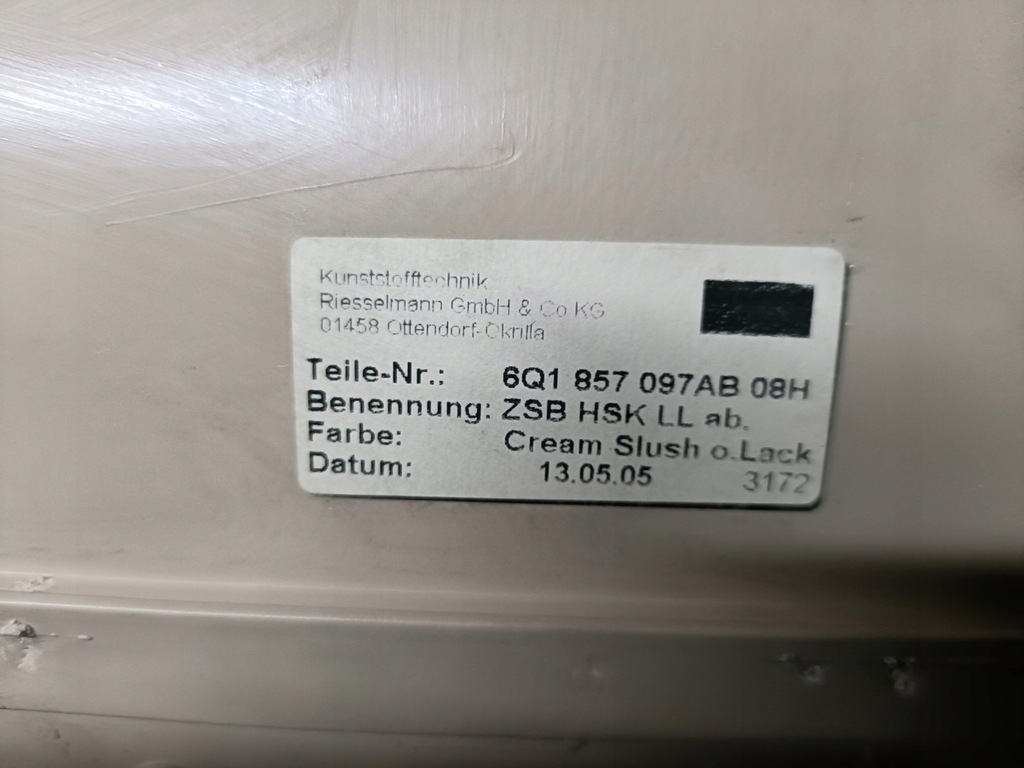 Kunststofftechnik
Riesselmann GmbH & Co KG
01458 Ottendorf-Okrilla
Teile-Nr.: 6Q1 857 097AB 08H
Benennung: ZSB HSK LL ab.
Farbe: Cream Slush o.Lack
Datum: 13.05.05 3172